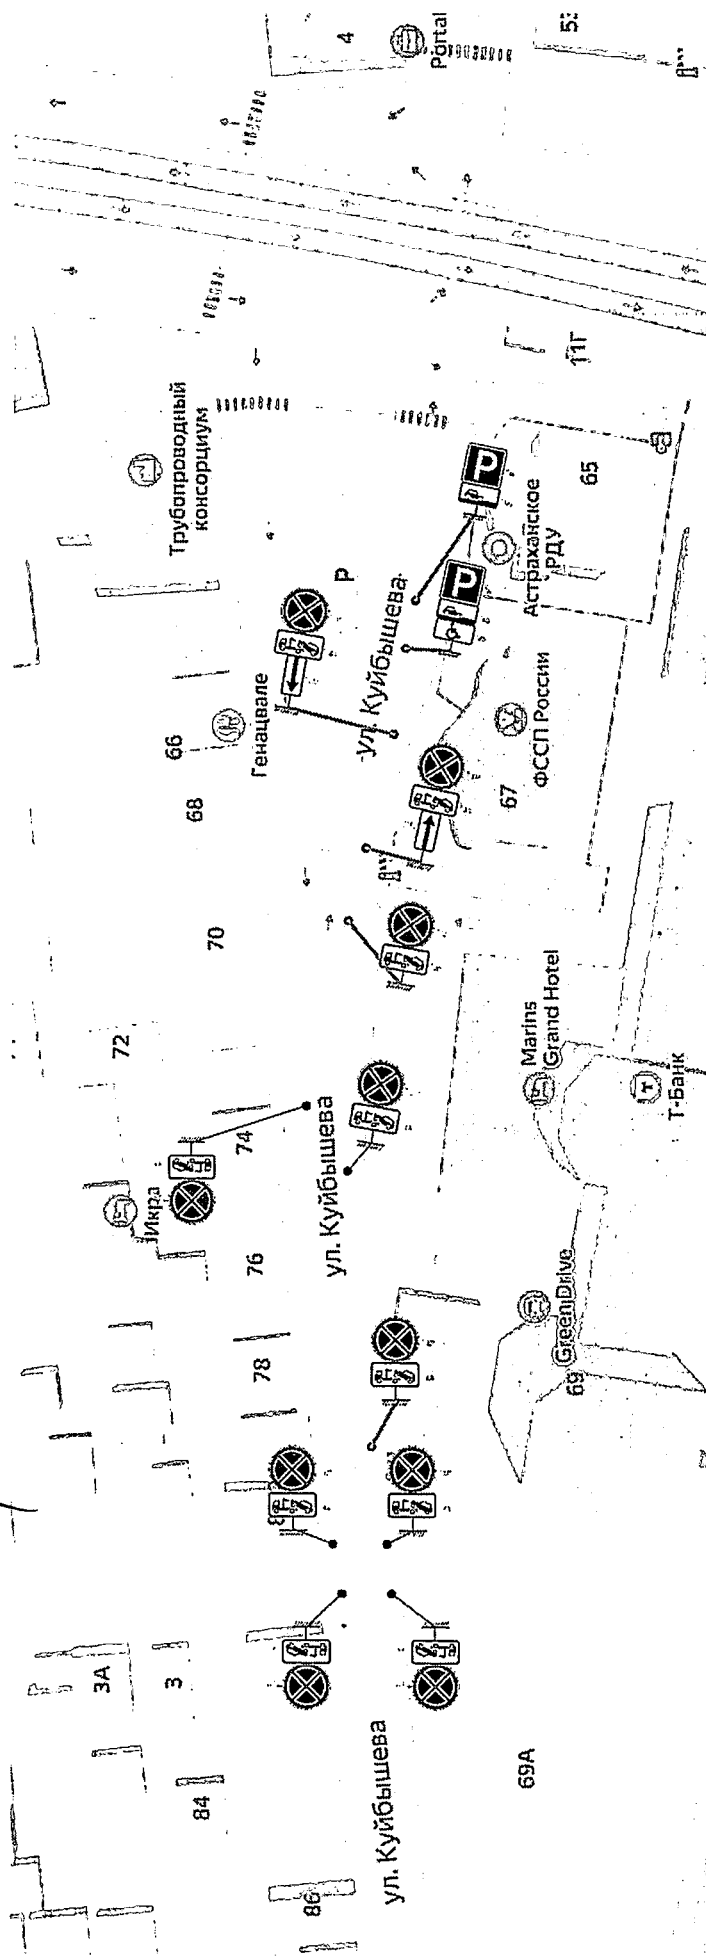 4
Portal
Трубопроводный
консорциум
11Г
65
Р
ул. Куйбышева
Р
Р
Астраханское
РДУ
66
Генацвале
68
ФССП России
67
70
72
Marins
Grand Hotel
Т-Банк
74
Икра
ул. Куйбышева
76
78
Green Drive
69
3А
3
84
ул. Куйбышева
69А
86